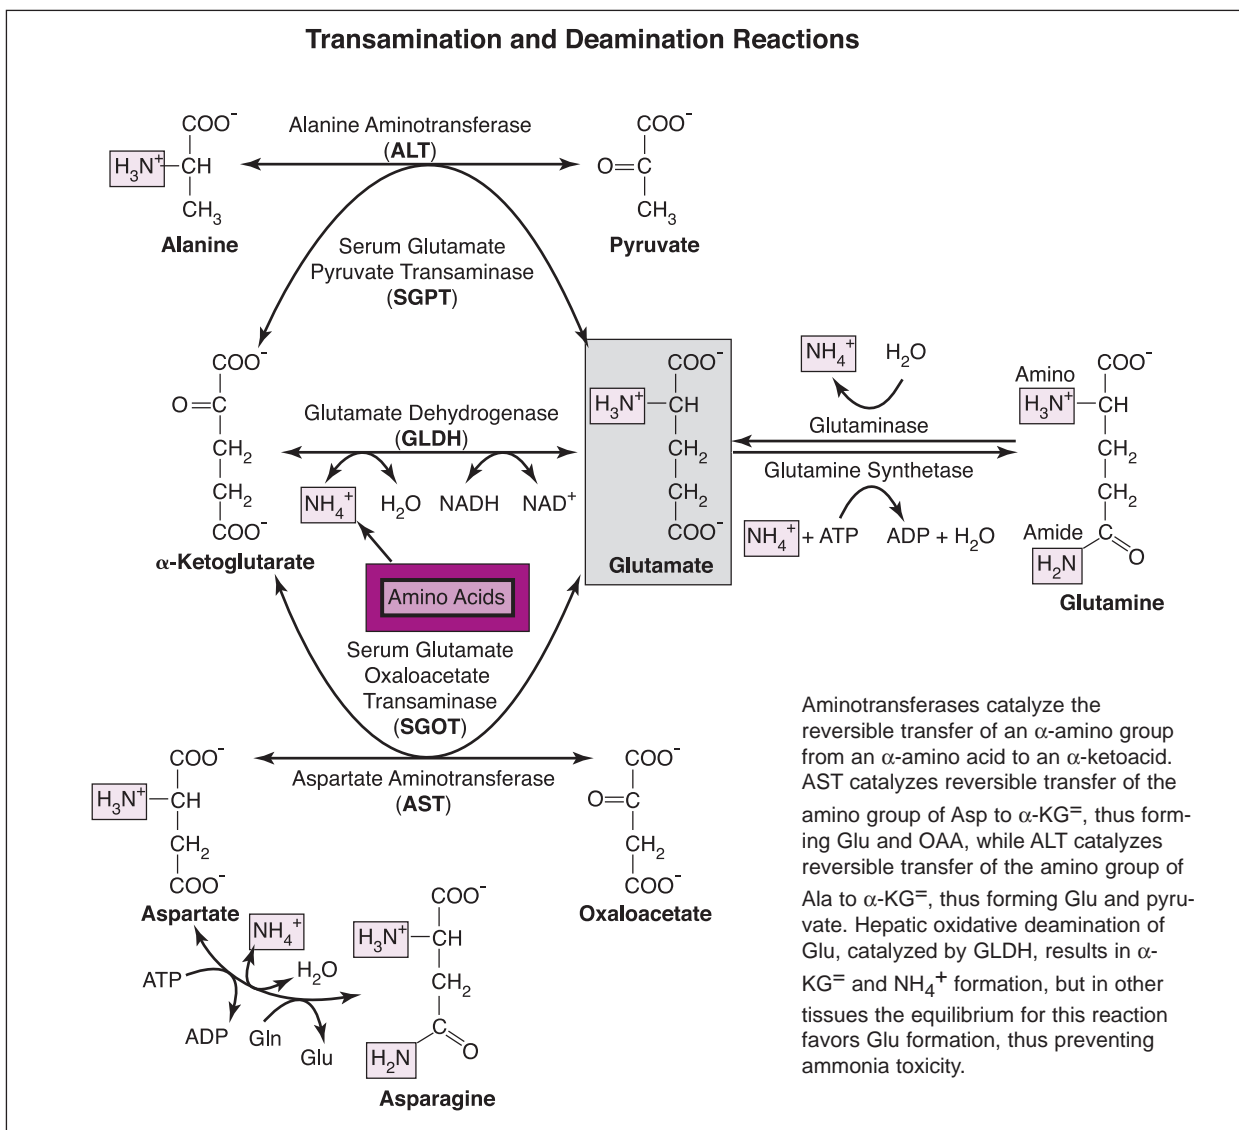 Transamination and Deamination Reactions
COO⁻
H₃N⁺
CH
CH₃
Alanine
Alanine Aminotransferase
(ALT)
COO⁻
O
C
CH₃
Pyruvate
Serum Glutamate
Pyruvate Transaminase
(SGPT)
COO⁻
O
C
CH₂
CH₂
COO⁻
α-Ketoglutarate
Glutamate Dehydrogenase
(GLDH)
NH₄⁺
H₂O
NADH
NAD⁺
Amino Acids
COO⁻
H₃N⁺
CH
CH₂
CH₂
COO⁻
Glutamate
NH₄⁺
H₂O
Glutaminase
Glutamine Synthetase
NH₄⁺ + ATP
ADP + H₂O
COO⁻
Amino
H₃N⁺
CH
CH₂
CH₂
Amide
C
O
H₂N
Glutamine
Serum Glutamate
Oxaloacetate
Transaminase
(SGOT)
Aspartate Aminotransferase
(AST)
COO⁻
H₃N⁺
CH
CH₂
COO⁻
Aspartate
COO⁻
O
C
CH₂
COO⁻
Oxaloacetate
NH₄⁺
H₂O
ATP
ADP
Gln
Glu
COO⁻
H₃N⁺
CH
CH₂
C
O
H₂N
Asparagine
Aminotransferases catalyze the
reversible transfer of an α-amino group
from an α-amino acid to an α-ketoacid.
AST catalyzes reversible transfer of the
amino group of Asp to α-KG⁼, thus form-
ing Glu and OAA, while ALT catalyzes
reversible transfer of the amino group of
Ala to α-KG⁼, thus forming Glu and pyru-
vate. Hepatic oxidative deamination of
Glu, catalyzed by GLDH, results in α-
KG⁼ and NH₄⁺ formation, but in other
tissues the equilibrium for this reaction
favors Glu formation, thus preventing
ammonia toxicity.